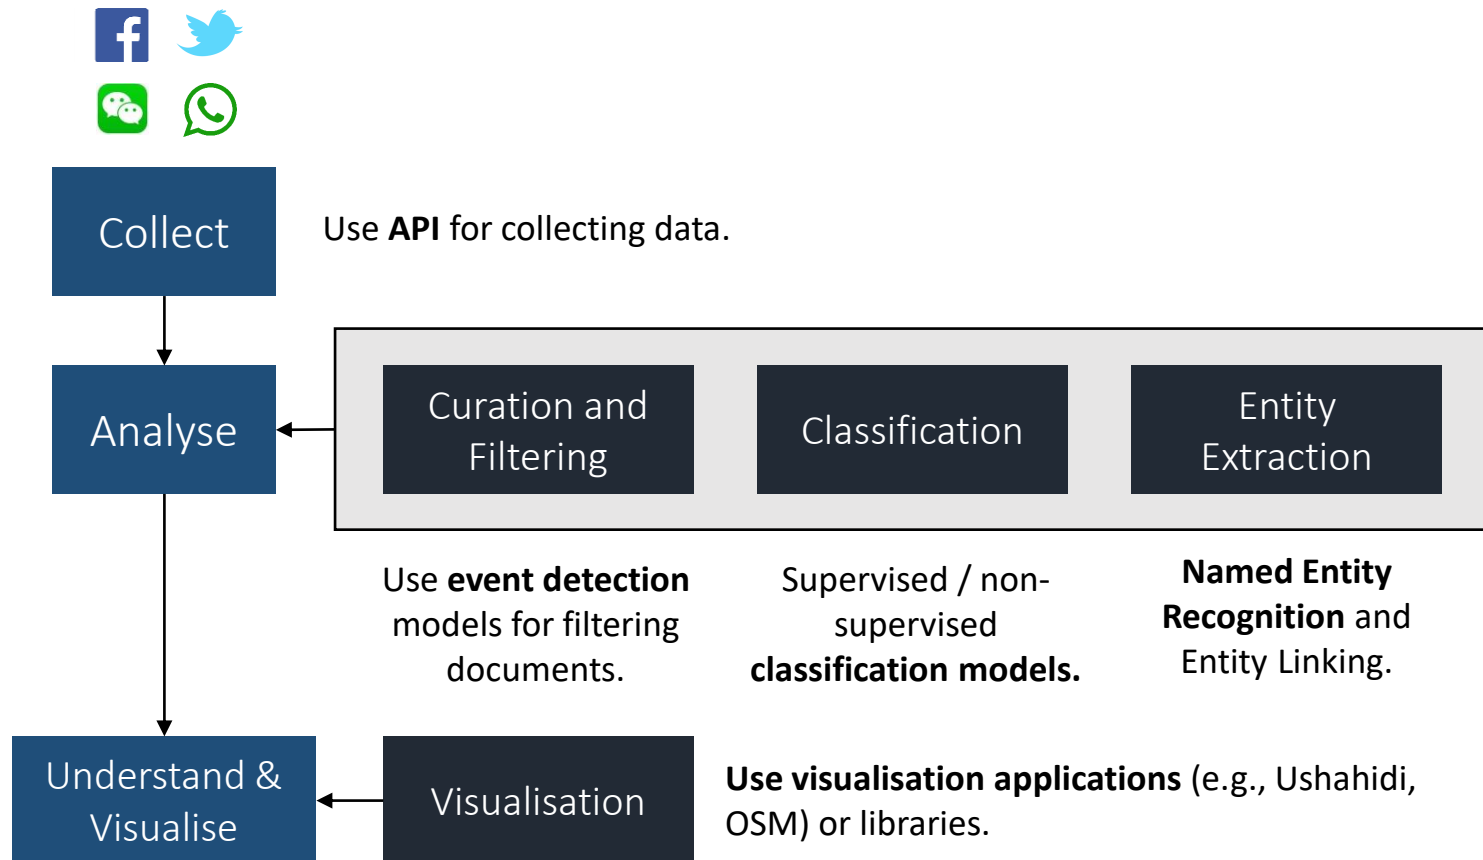 Collect
Use API for collecting data.
Analyse
Curation and
Filtering
Classification
Entity
Extraction
Use event detection
models for filtering
documents.
Supervised / non-
supervised
classification models.
Named Entity
Recognition and
Entity Linking.
Understand &
Visualise
Visualisation
Use visualisation applications (e.g., Ushahidi,
OSM) or libraries.